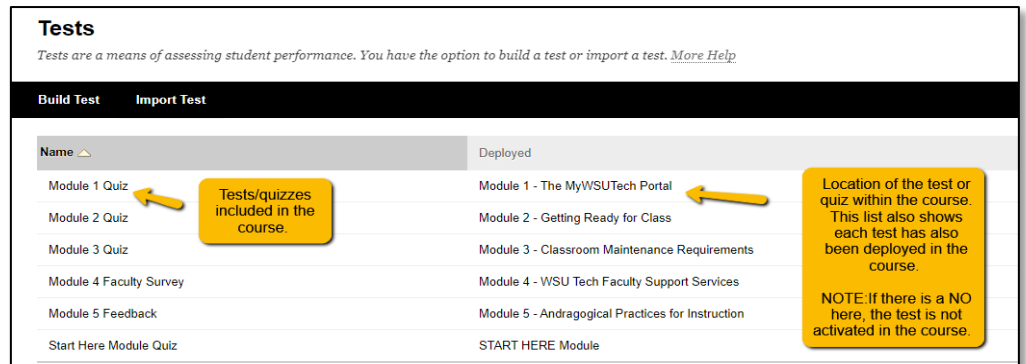 Tests
Tests are a means of assessing student performance. You have the option to build a test or import a test. More Help
Build Test Import Test
Name Deployed
Module 1 Quiz Module 1 - The MyWSUTech Portal
Module 2 Quiz Module 2 - Getting Ready for Class
Module 3 Quiz Module 3 - Classroom Maintenance Requirements
Module 4 Faculty Survey Module 4 - WSU Tech Faculty Support Services
Module 5 Feedback Module 5 - Andragogical Practices for Instruction
Start Here Module Quiz START HERE Module
Tests/quizzes
included in the
course.
Location of the test or
quiz within the course.
This list also shows
each test has also
been deployed in the
course.
NOTE:If there is a NO
here, the test is not
activated in the course.